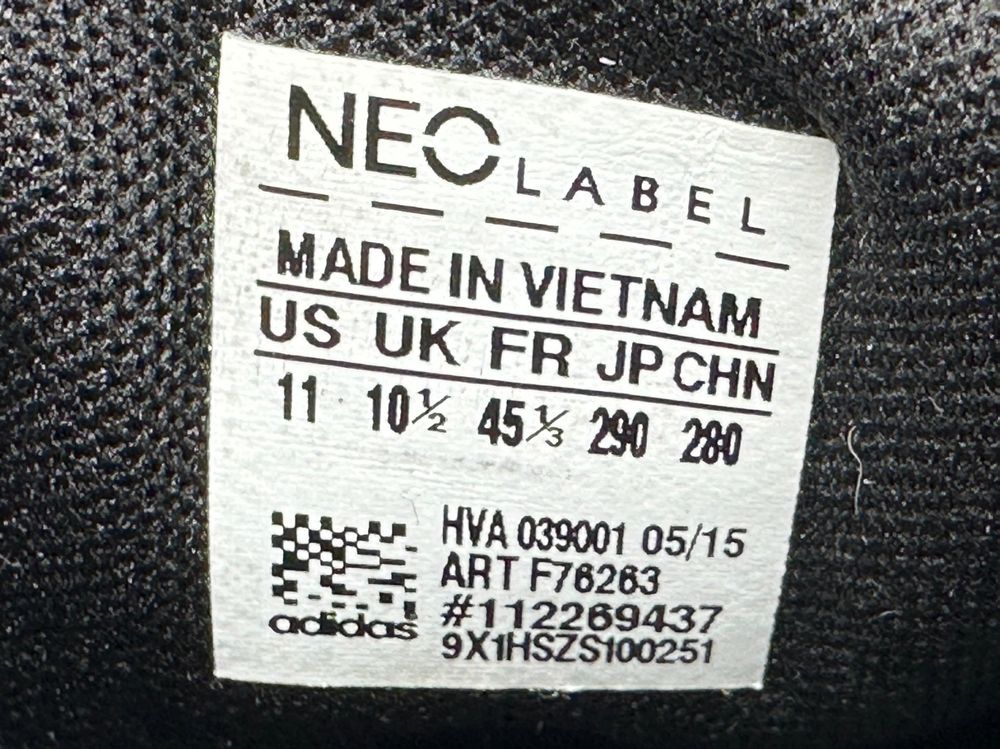 NEO LABEL
MADE IN VIETNAM
US UK FR JP CHN
11 10½ 45⅓ 290 280
HVA 039001 05/15
ART F76263
#112269437
9X1HSZS100251
adidas